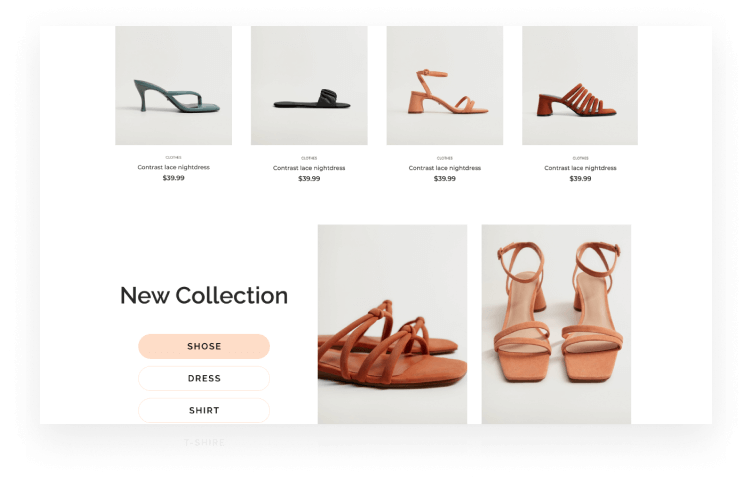 CLOTHES
CLOTHES
CLOTHES
CLOTHES
Contrast lace nightdress
Contrast lace nightdress
Contrast lace nightdress
Contrast lace nightdress
$39.99
$39.99
$39.99
$39.99
New Collection
SHOSE
DRESS
SHIRT
T-SHIRE